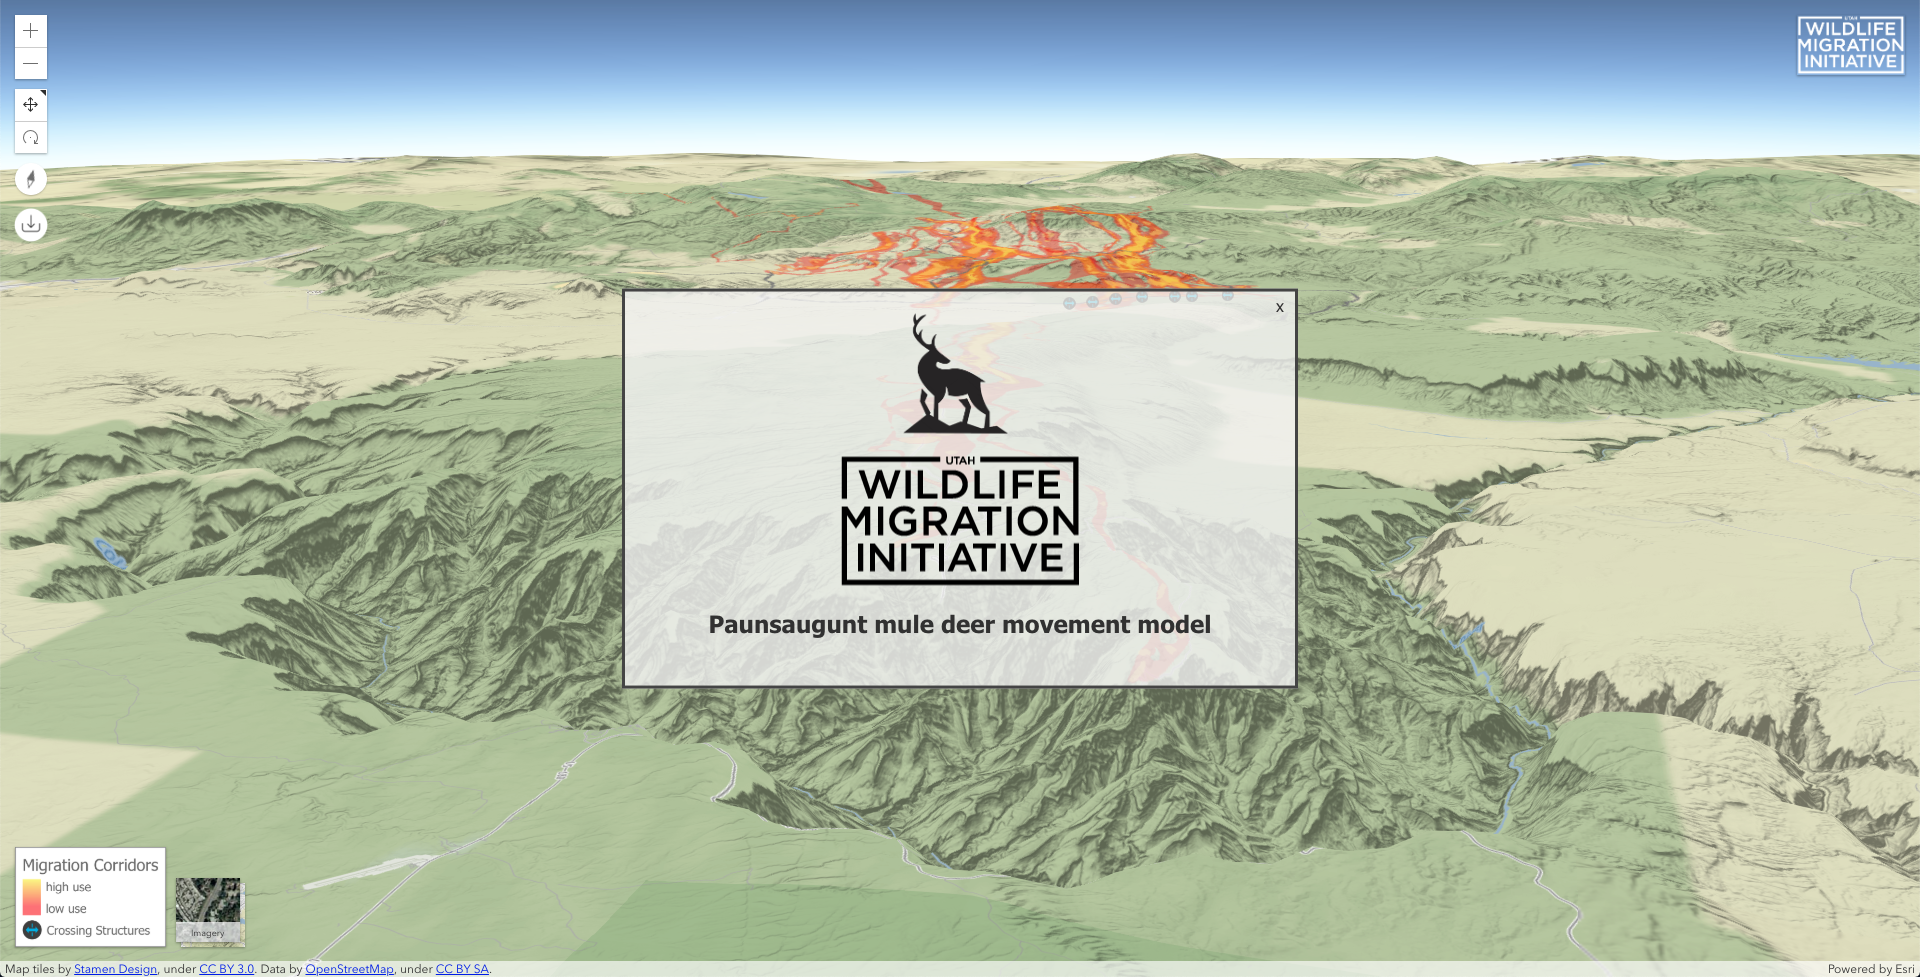 UTAH
WILDLIFE
MIGRATION
INITIATIVE
x
UTAH
WILDLIFE
MIGRATION
INITIATIVE
Paunsaugunt mule deer movement model
Migration Corridors
high use
low use
Crossing Structures
Imagery
Map tiles by Stamen Design, under CC BY 3.0. Data by OpenStreetMap, under CC BY SA.
Powered by Esri